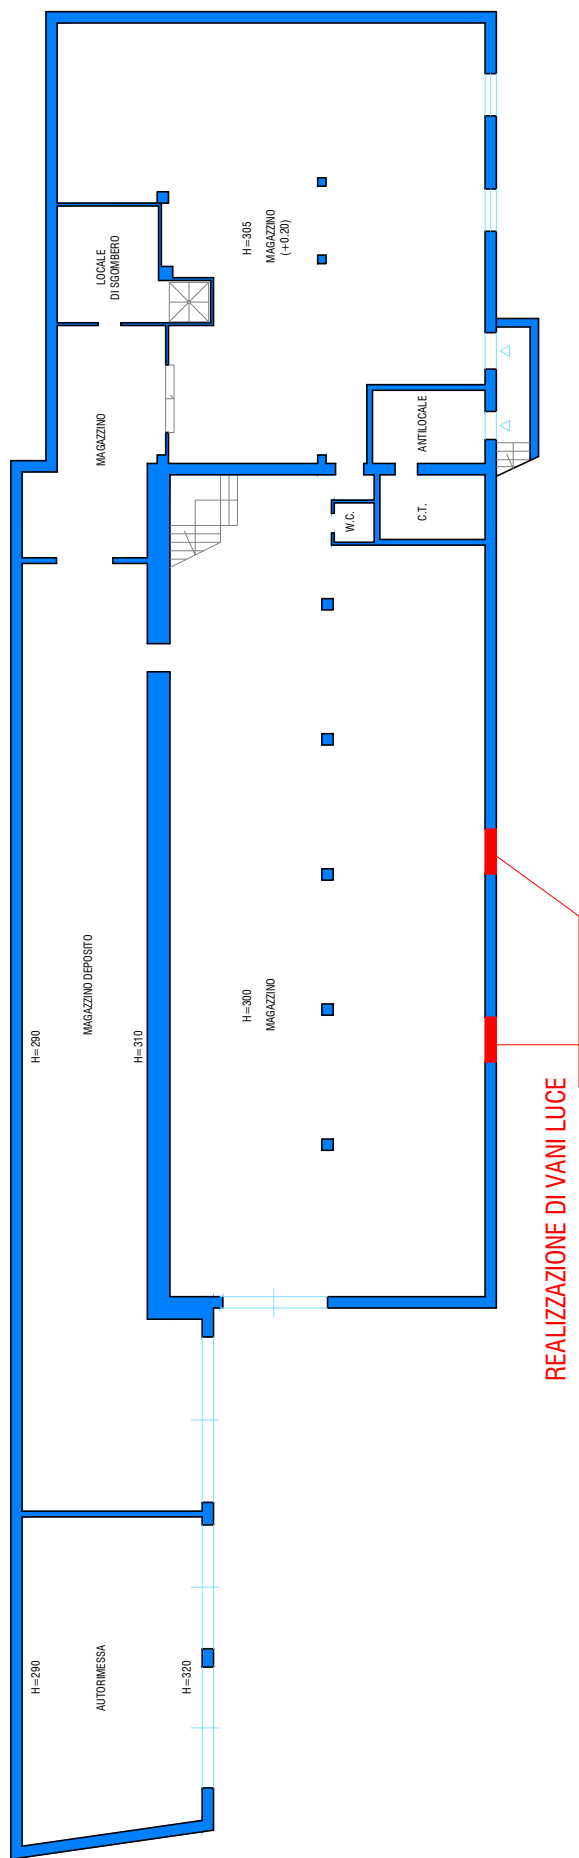 H=305
MAGAZZINO
(+0.20)
LOCALE
DI SGOMBERO
MAGAZZINO
ANTILOCALE
W.C.
C.T.
MAGAZZINO DEPOSITO
H=290
H=310
H=300
MAGAZZINO
REALIZZAZIONE DI VANI LUCE
H=290
AUTORIMESSA
H=320